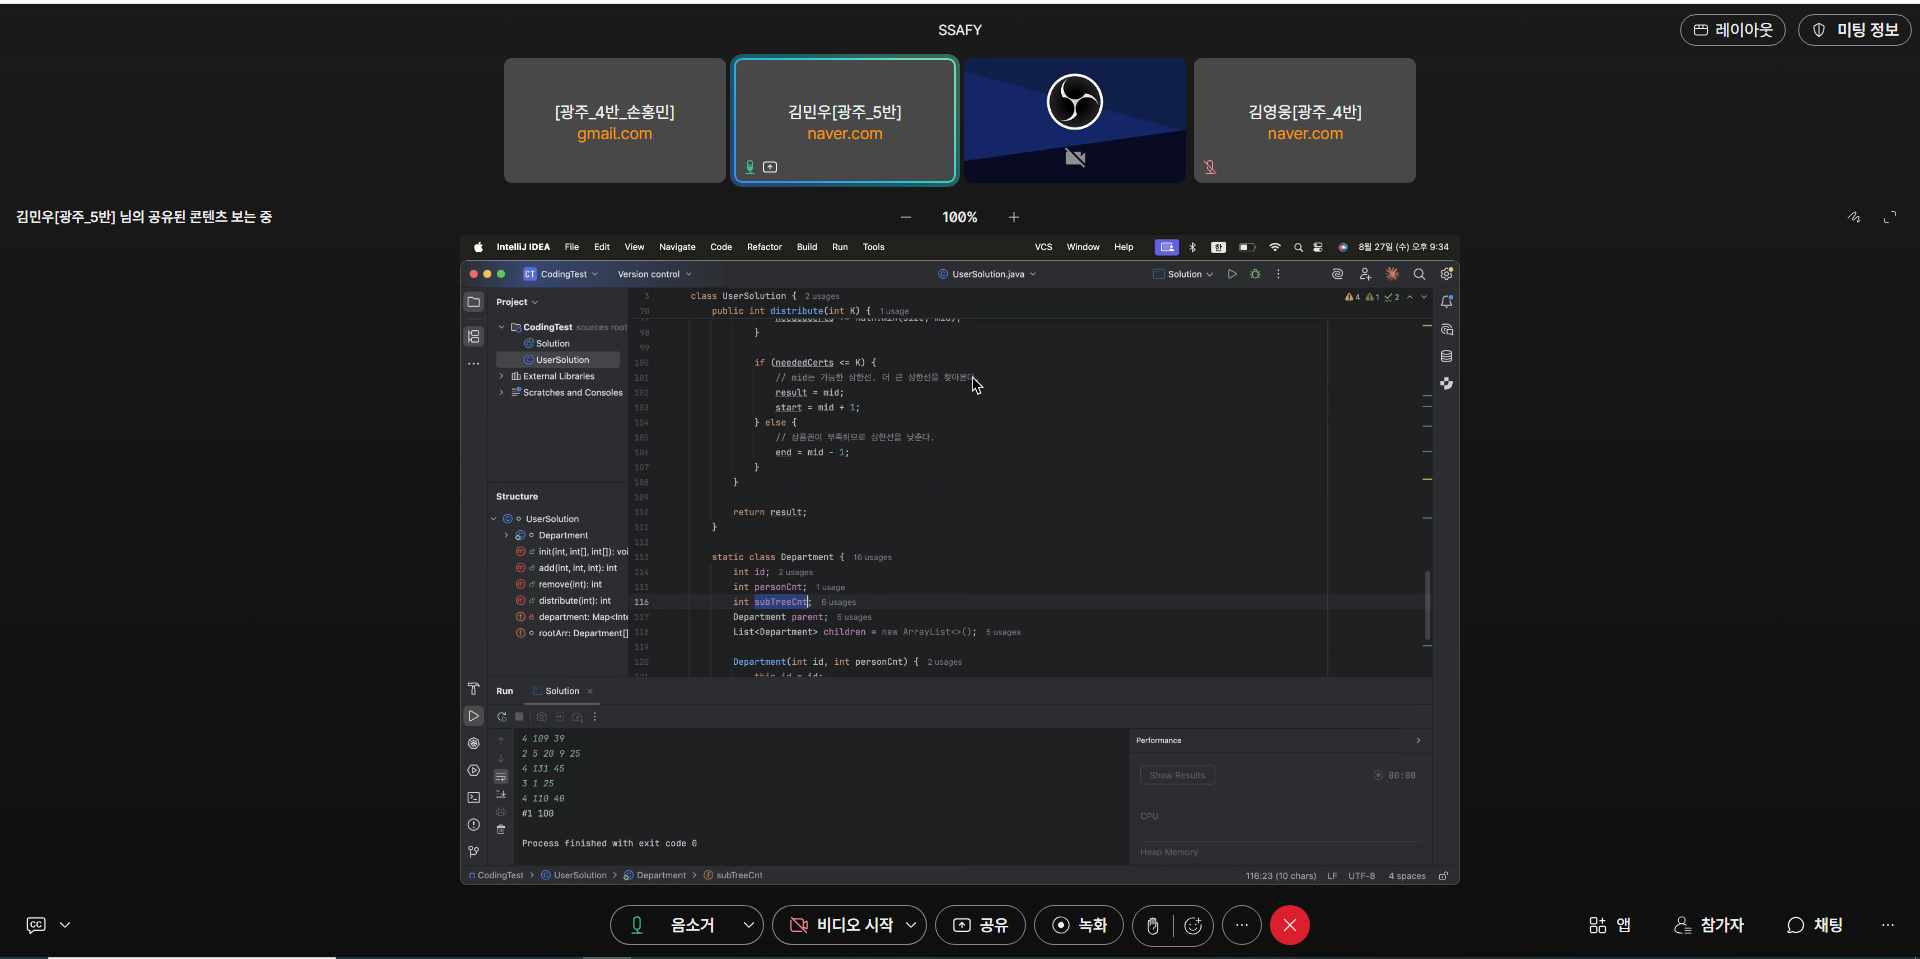 SSAFY
레이아웃
미팅 정보
[광주_4반_손홍민]
gmail.com
김민우[광주_5반]
naver.com
김영웅[광주_4반]
naver.com
김민우[광주_5반] 님의 공유된 콘텐츠 보는 중
100%
IntelliJ IDEA File Edit View Navigate Code Refactor Build Run Tools VCS Window Help 한 8월 27일 (수) 오후 9:34
CT CodingTest Version control UserSolution.java Solution
Project
CodingTest sources root
Solution
UserSolution
External Libraries
Scratches and Consoles
Structure
UserSolution
Department
init(int, int[], int[]): voi
add(int, int, int): int
remove(int): int
distribute(int): int
department: Map<Inte
rootArr: Department[]
3 class UserSolution { 2 usages
70 public int distribute(int K) { 1 usage
4 1 2
98 }
99
100 if (neededCerts <= K) {
101 // mid는 가능한 상한선. 더 큰 상한선을 찾아본다
102 result = mid;
103 start = mid + 1;
104 } else {
105 // 상품권이 부족하므로 상한선을 낮춘다.
106 end = mid - 1;
107 }
108 }
109
110 return result;
111 }
112
113 static class Department { 16 usages
114 int id; 2 usages
115 int personCnt; 1 usage
116 int subTreeCnt; 6 usages
117 Department parent; 5 usages
118 List<Department> children = new ArrayList<>(); 5 usages
119
120 Department(int id, int personCnt) { 2 usages
Run Solution
4 109 39
2 5 20 9 25
4 131 45
3 1 25
4 110 40
#1 100
Process finished with exit code 0
Performance
Show Results 00:00
CPU
Heap Memory
CodingTest > UserSolution > Department > subTreeCnt 116:23 (10 chars) LF UTF-8 4 spaces
CC
음소거
비디오 시작
공유
녹화
앱
참가자
채팅